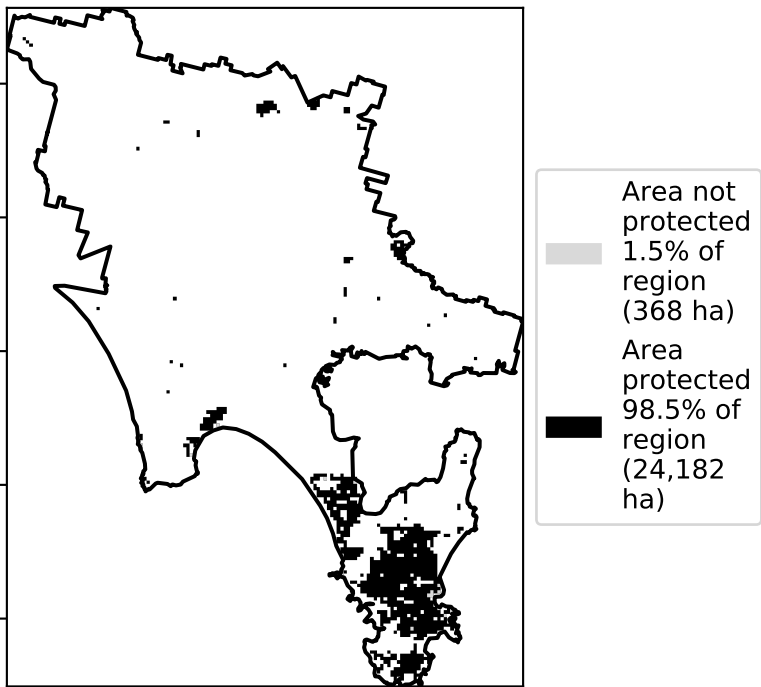 Area not
protected
1.5% of
region
(368 ha)
Area
protected
98.5% of
region
(24,182
ha)